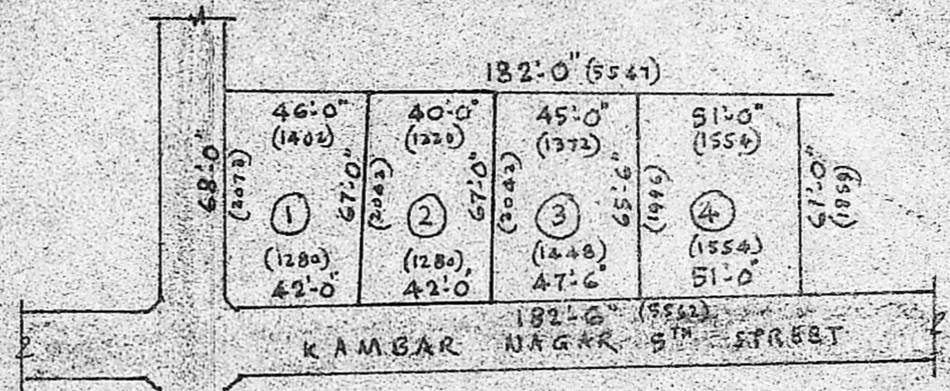 182'-0" (5547)
46'-0" 40'-0" 45'-0" 51'-0"
(1402) (1220) (1372) (1554)
68'-0" (2073) 67'-0" (2042) 67'-0" (2042) 65'-6" (1996) 61'-0" (1859)
1 2 3 4
(1280) (1280) (1448) (1554)
42'-0" 42'-0" 47'-6" 51'-0"
182'-6" (5562)
KAMBAR NAGAR 5TH STREET